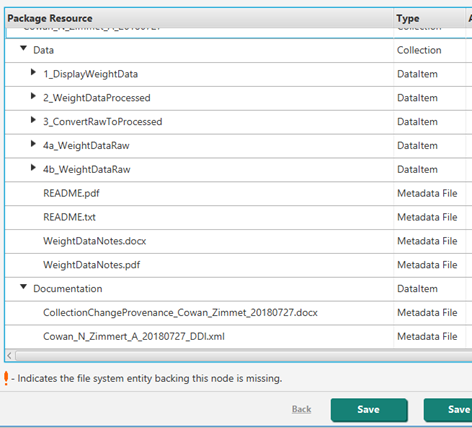 Package Resource Type
Cowan_N_Zimmet_A_20180727 Collection
Data Collection
1_DisplayWeightData DataItem
2_WeightDataProcessed DataItem
3_ConvertRawToProcessed DataItem
4a_WeightDataRaw DataItem
4b_WeightDataRaw DataItem
README.pdf Metadata File
README.txt Metadata File
WeightDataNotes.docx Metadata File
WeightDataNotes.pdf Metadata File
Documentation DataItem
CollectionChangeProvenance_Cowan_Zimmet_20180727.docx Metadata File
Cowan_N_Zimmert_A_20180727_DDI.xml Metadata File
! - Indicates the file system entity backing this node is missing.
Back Save Save